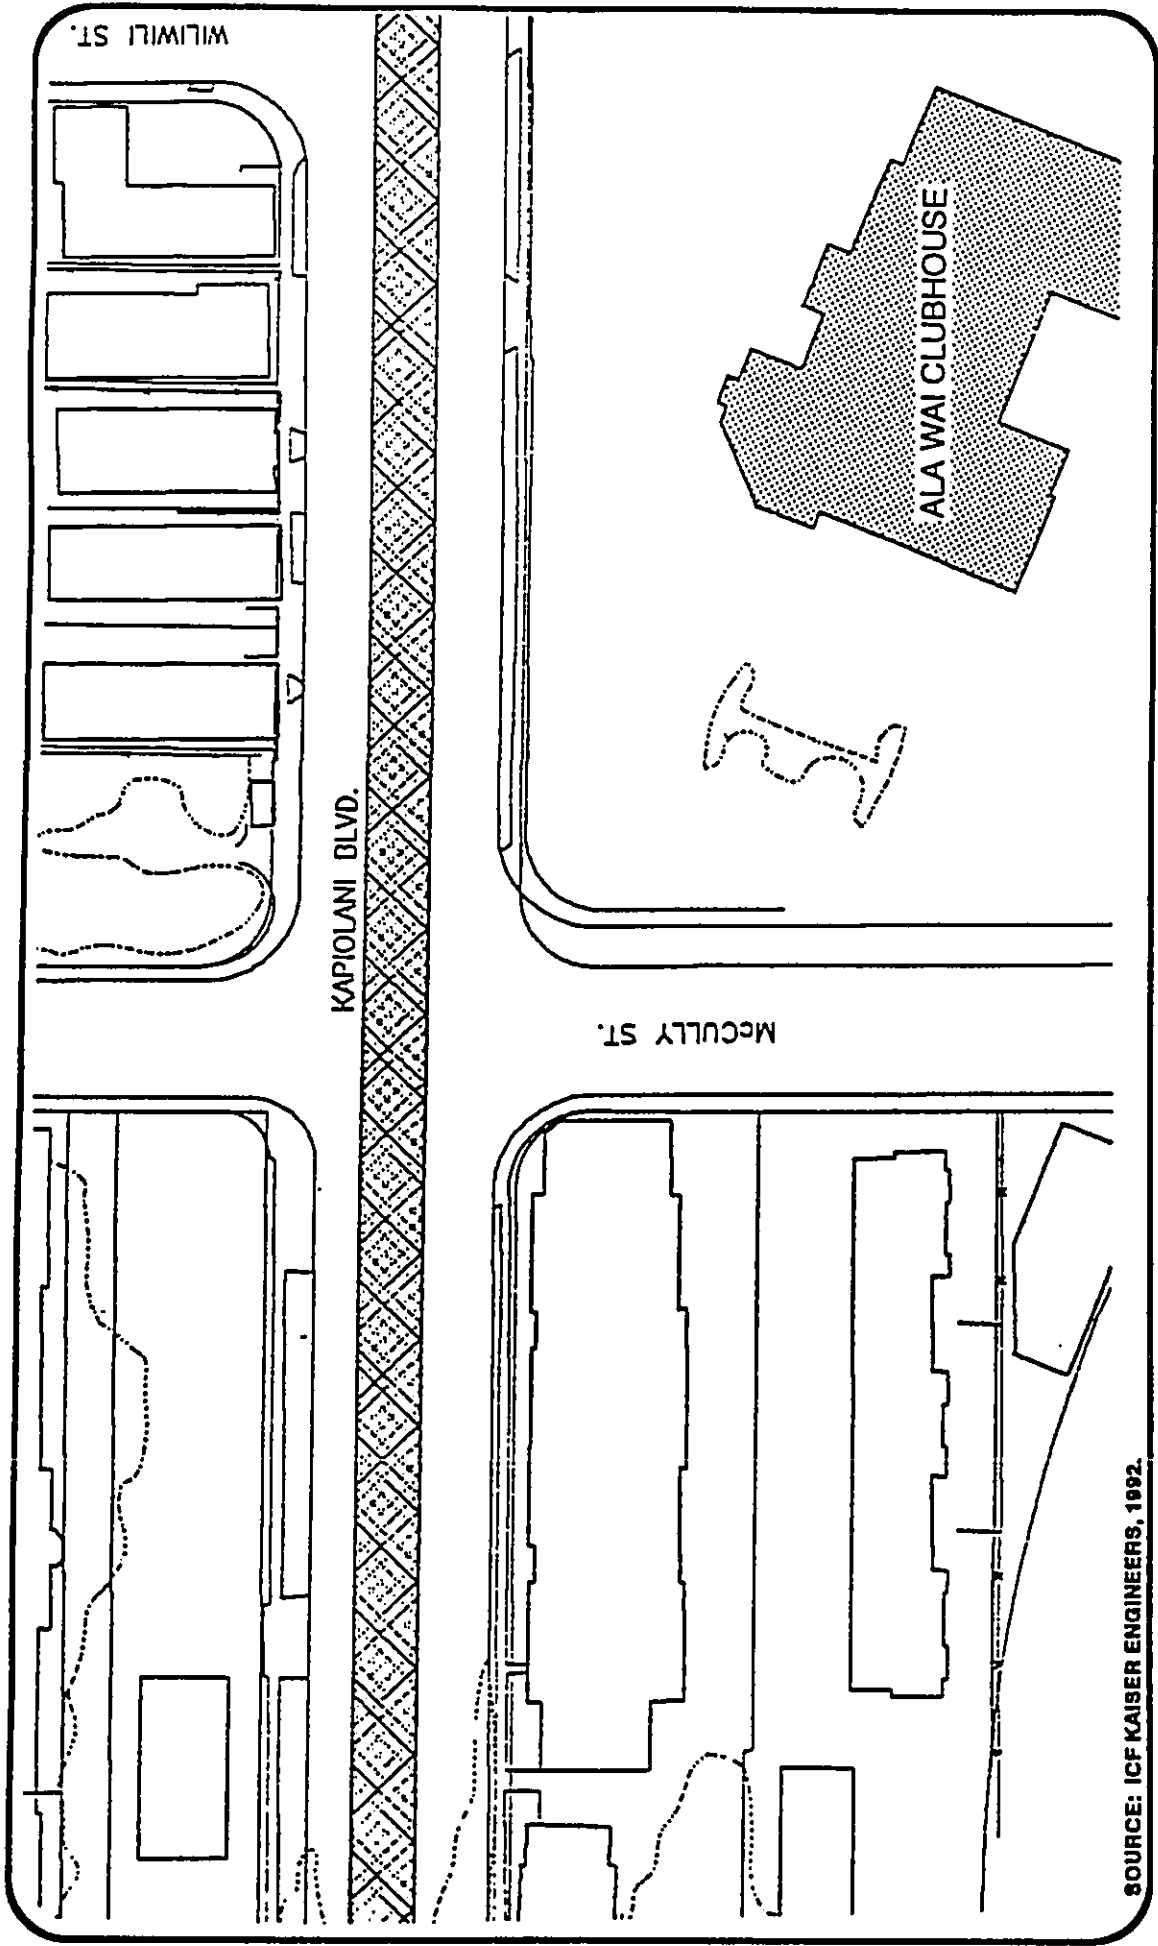 WILIWILI ST.
KAPIOLANI BLVD.
McCULLY ST.
ALA WAI CLUBHOUSE
SOURCE: ICF KAISER ENGINEERS, 1992.